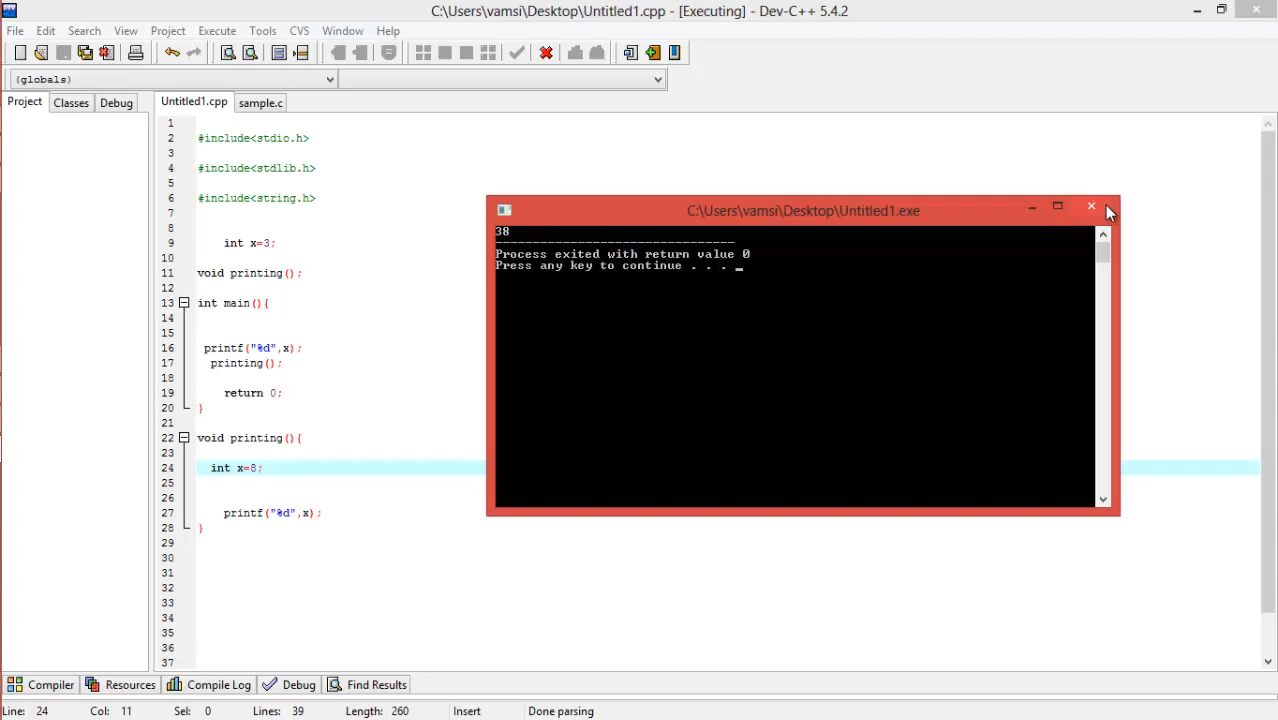 C:\Users\vamsi\Desktop\Untitled1.cpp - [Executing] - Dev-C++ 5.4.2
File Edit Search View Project Execute Tools CVS Window Help
(globals)
Project Classes Debug Untitled1.cpp sample.c
1
2 #include<stdio.h>
3
4 #include<stdlib.h>
5
6 #include<string.h>
7
8
9 int x=3;
10
11 void printing();
12
13 int main(){
14
15
16 printf("%d",x);
17 printing();
18
19 return 0;
20 }
21
22 void printing(){
23
24 int x=8;
25
26
27 printf("%d",x);
28 }
29
30
31
32
33
34
35
36
37
C:\Users\vamsi\Desktop\Untitled1.exe
38
--------------------------------
Process exited with return value 0
Press any key to continue . . . _
Compiler Resources Compile Log Debug Find Results
Line: 24 Col: 11 Sel: 0 Lines: 39 Length: 260 Insert Done parsing